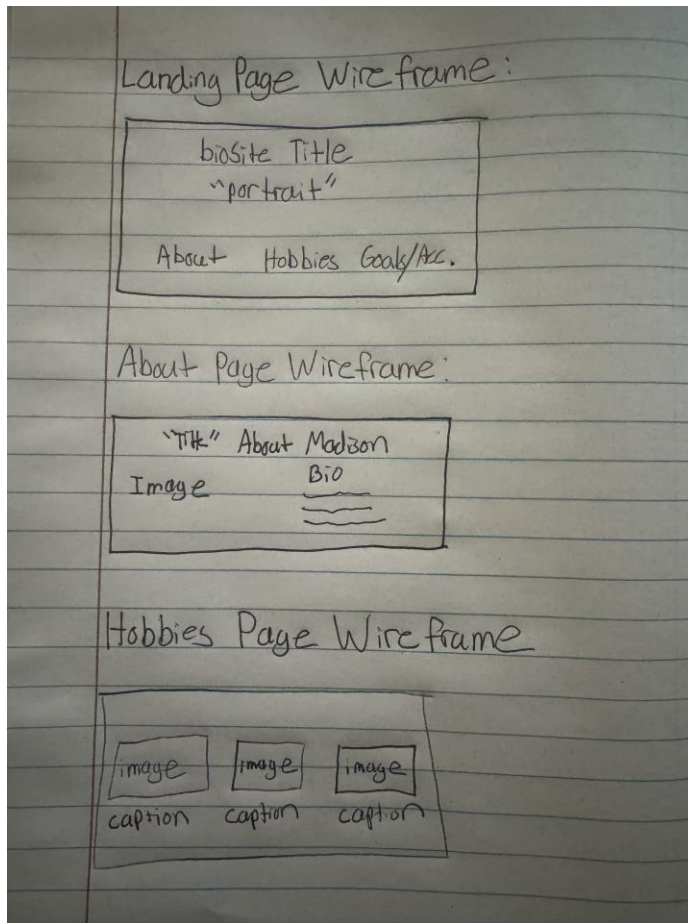 Landing Page Wireframe:
bioSite Title
"portrait"
About Hobbies Goals/Acc.
About Page Wireframe:
"Title" About Madison
Image Bio
Hobbies Page Wireframe
image image image
caption caption caption